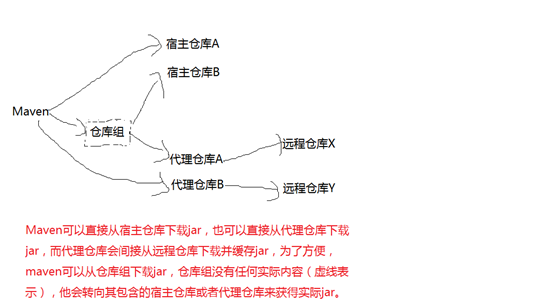 宿主仓库A
宿主仓库B
Maven
仓库组
远程仓库X
代理仓库A
代理仓库B
远程仓库Y
Maven可以直接从宿主仓库下载jar，也可以直接从代理仓库下载
jar，而代理仓库会间接从远程仓库下载并缓存jar，为了方便，
maven可以从仓库组下载jar，仓库组没有任何实际内容（虚线表
示），他会转向其包含的宿主仓库或者代理仓库来获得实际jar。